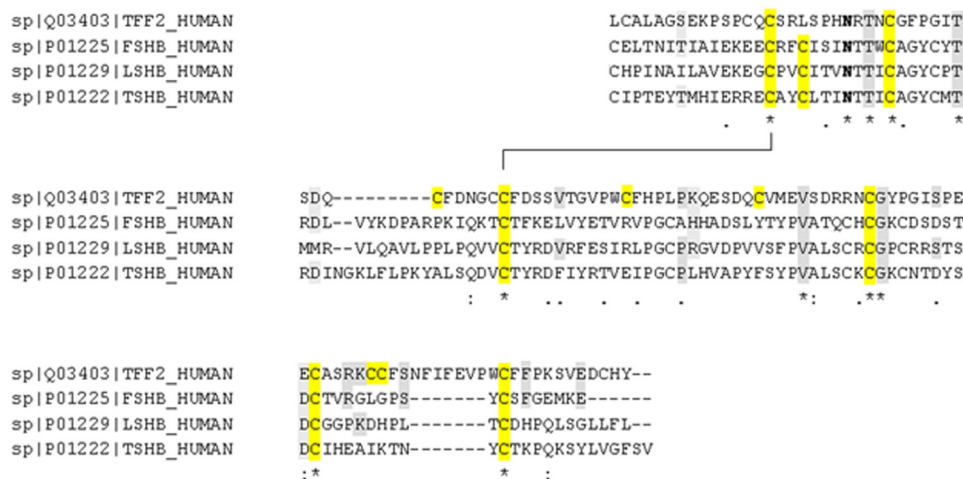 sp|Q03403|TFF2_HUMAN LCALAGSEKPSPCQCSRLSPHNRTNCGFPGIT
sp|P01225|FSHB_HUMAN CELTNITIAIEKEECRFCISINTTWCAGYCYT
sp|P01229|LSHB_HUMAN CHPINAILAVEKEGCPVCITVNTTICAGYCPT
sp|P01222|TSHB_HUMAN CIPTEYTMHIERRECAYCLTINTTICAGYCMT
. * . * * *. *
sp|Q03403|TFF2_HUMAN SDQ---------CFDNGCCFDSSVTGVPWCFHPLPKQESDQCVMEVSDRRNCGYPGISPE
sp|P01225|FSHB_HUMAN RDL--VYKDPARPKIQKTCTFKELVYETVRVPGCAHHADSLYTYPVATQCHCGKCDSDST
sp|P01229|LSHB_HUMAN MMR--VLQAVLPPLPQVVCTYRDVRFESIRLPGCPRGVDPVVSFPVALSCRCGPCRRSTS
sp|P01222|TSHB_HUMAN RDINGKLFLPKYALSQDVCTYRDFIYRTVEIPGCPLHVAPYFSYPVALSCKCGKCNTDYS
: * . . . . . *: .** .
sp|Q03403|TFF2_HUMAN ECASRKCCFSNFIFEVPWCFFPKSVEDCHY--
sp|P01225|FSHB_HUMAN DCTVRGLGPS-------YCSFGEMKE------
sp|P01229|LSHB_HUMAN DCGGPKDHPL-------TCDHPQLSGLLFL--
sp|P01222|TSHB_HUMAN DCIHEAIKTN-------YCTKPQKSYLVGFSV
:* * :